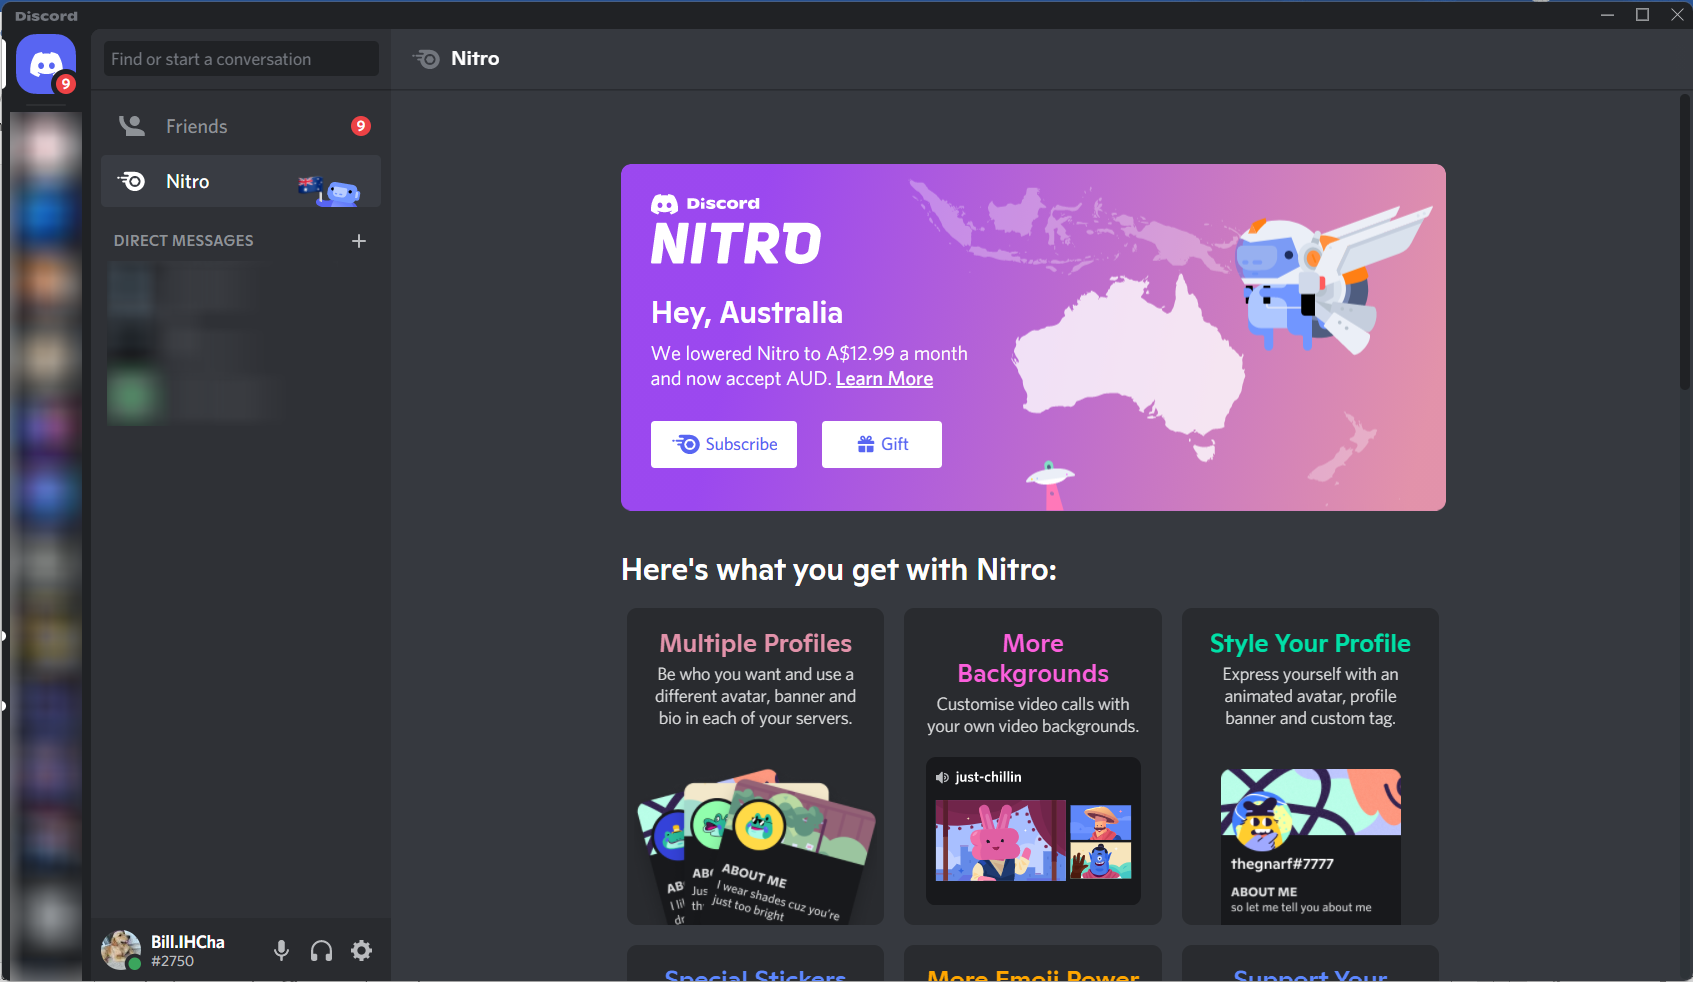 Discord
Find or start a conversation
Nitro
9
Friends
9
Nitro
DIRECT MESSAGES
Discord
NITRO
Hey, Australia
We lowered Nitro to A$12.99 a month
and now accept AUD. Learn More
Subscribe
Gift
Here's what you get with Nitro:
Multiple Profiles
Be who you want and use a
different avatar, banner and
bio in each of your servers.
ABOUT ME
I wear shades cuz you're
just too bright
More
Backgrounds
Customise video calls with
your own video backgrounds.
just-chillin
Style Your Profile
Express yourself with an
animated avatar, profile
banner and custom tag.
thegnarf#7777
ABOUT ME
so let me tell you about me
Special Stickers
More Emoji Power
Support Your
Bill.IHCha
#2750